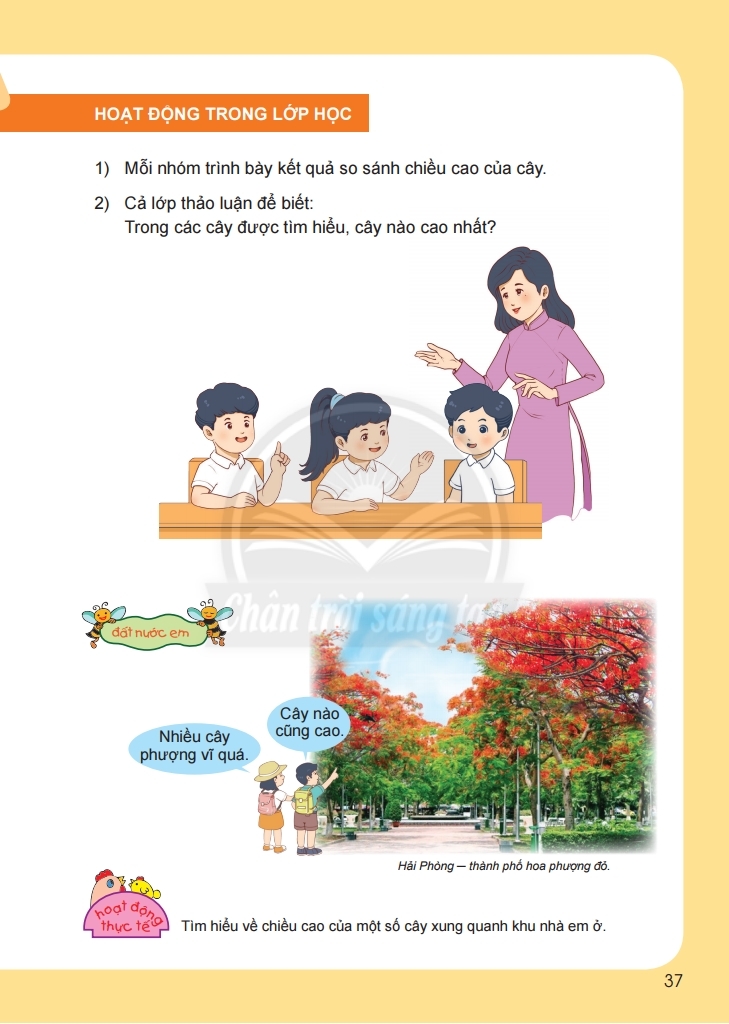 HOẠT ĐỘNG TRONG LỚP HỌC
1) Mỗi nhóm trình bày kết quả so sánh chiều cao của cây.
2) Cả lớp thảo luận để biết:
Trong các cây được tìm hiểu, cây nào cao nhất?
Chân trời sáng tạo
đất nước em
Cây nào
cũng cao.
Nhiều cây
phượng vĩ quá.
Hải Phòng – thành phố hoa phượng đỏ.
hoạt động
thực tế
Tìm hiểu về chiều cao của một số cây xung quanh khu nhà em ở.
37